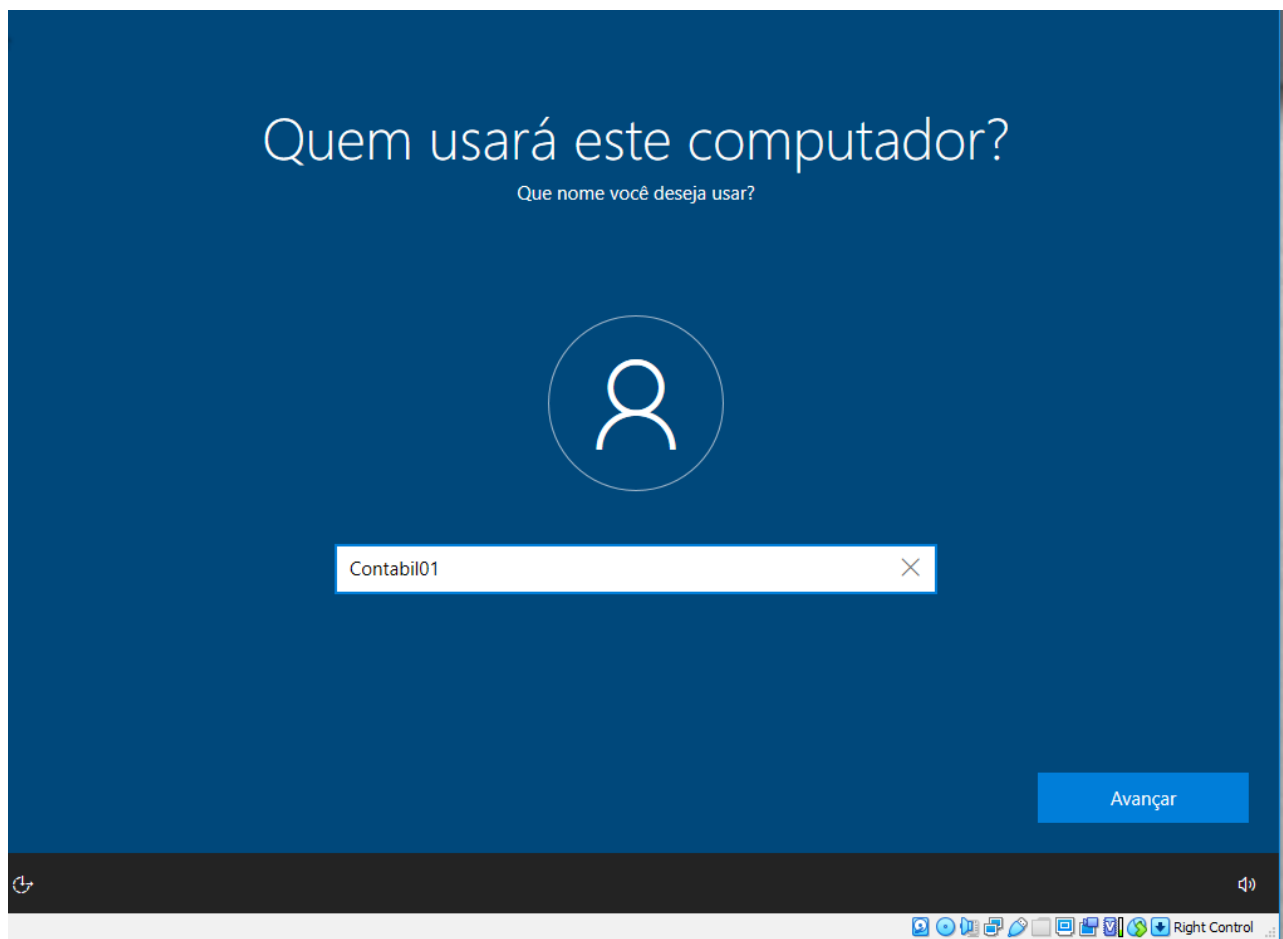 Quem usará este computador?
Que nome você deseja usar?
Contabil01
Avançar
Right Control